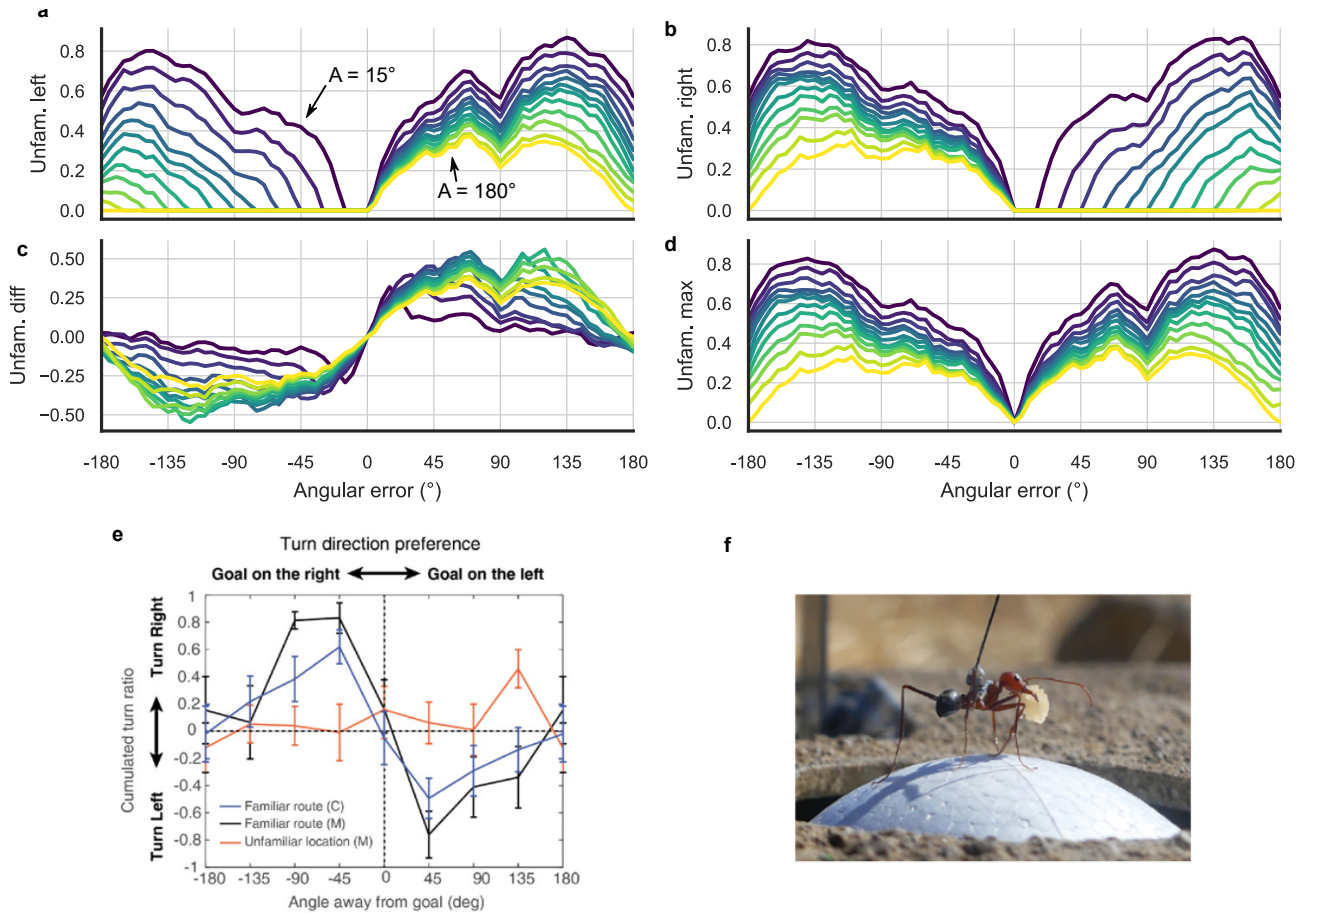 a
Unfam. left
0.8
0.6
0.4
0.2
0.0
A = 15°
A = 180°
b
Unfam. right
0.8
0.6
0.4
0.2
0.0
c
Unfam. diff
0.50
0.25
0.00
−0.25
−0.50
-180 -135 -90 -45 0 45 90 135 180
Angular error (°)
d
Unfam. max
0.8
0.6
0.4
0.2
0.0
-180 -135 -90 -45 0 45 90 135 180
Angular error (°)
e
Turn direction preference
Goal on the right Goal on the left
Turn Right
Turn Left
Cumulated turn ratio
1
0.8
0.6
0.4
0.2
0
-0.2
-0.4
-0.6
-0.8
-1
Familiar route (C)
Familiar route (M)
Unfamiliar location (M)
-180 -135 -90 -45 0 45 90 135 180
Angle away from goal (deg)
f